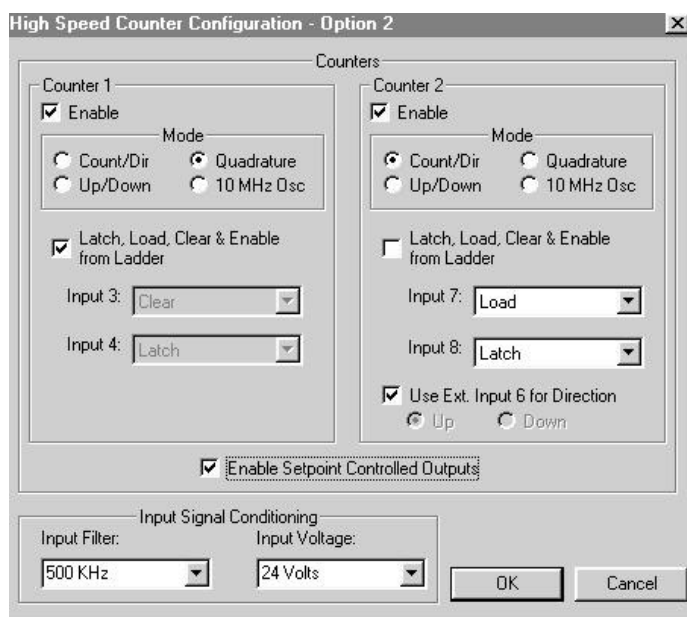 High Speed Counter Configuration - Option 2
Counters
Counter 1
Enable
Mode
Count/Dir
Quadrature
Up/Down
10 MHz Osc
Latch, Load, Clear & Enable
from Ladder
Input 3:
Clear
Input 4:
Latch
Counter 2
Enable
Mode
Count/Dir
Quadrature
Up/Down
10 MHz Osc
Latch, Load, Clear & Enable
from Ladder
Input 7:
Load
Input 8:
Latch
Use Ext. Input 6 for Direction
Up
Down
Enable Setpoint Controlled Outputs
Input Signal Conditioning
Input Filter:
Input Voltage:
500 KHz
24 Volts
OK
Cancel